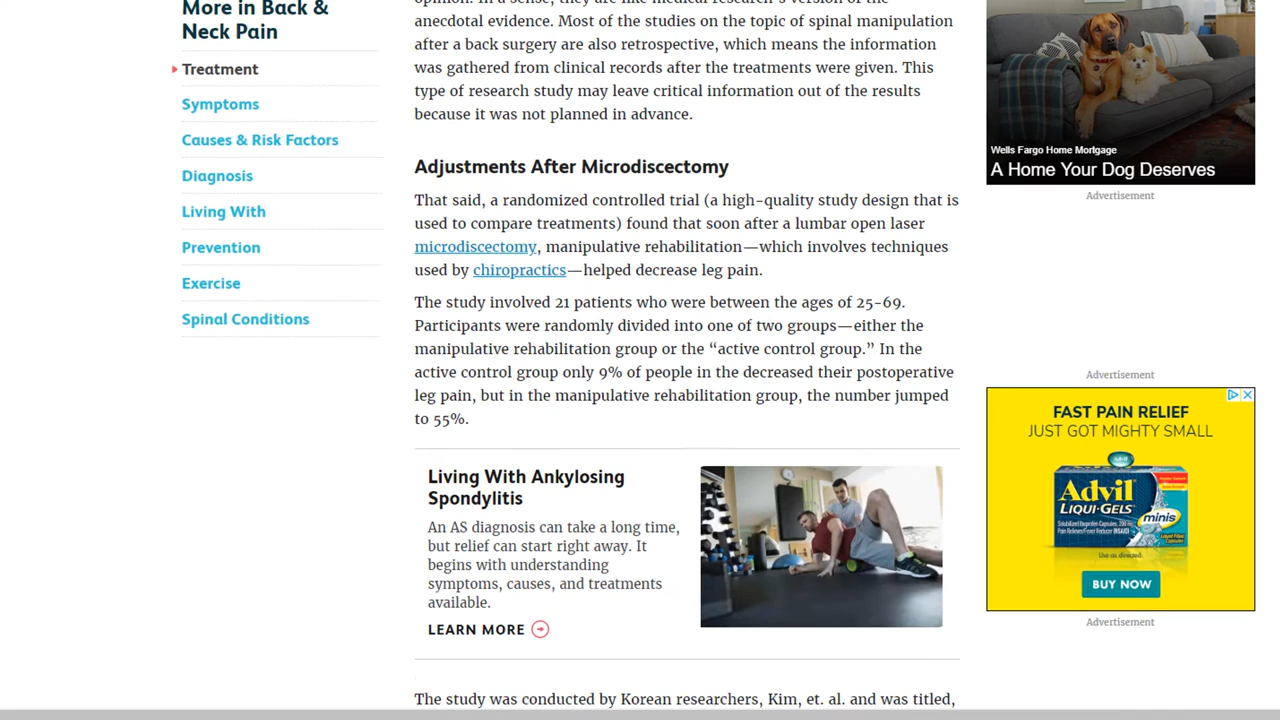 More in Back &
Neck Pain
Treatment
Symptoms
Causes & Risk Factors
Diagnosis
Living With
Prevention
Exercise
Spinal Conditions
anecdotal evidence. Most of the studies on the topic of spinal manipulation
after a back surgery are also retrospective, which means the information
was gathered from clinical records after the treatments were given. This
type of research study may leave critical information out of the results
because it was not planned in advance.
Adjustments After Microdiscectomy
That said, a randomized controlled trial (a high-quality study design that is
used to compare treatments) found that soon after a lumbar open laser
microdiscectomy, manipulative rehabilitation—which involves techniques
used by chiropractics—helped decrease leg pain.
The study involved 21 patients who were between the ages of 25-69.
Participants were randomly divided into one of two groups—either the
manipulative rehabilitation group or the “active control group.” In the
active control group only 9% of people in the decreased their postoperative
leg pain, but in the manipulative rehabilitation group, the number jumped
to 55%.
Living With Ankylosing
Spondylitis
An AS diagnosis can take a long time,
but relief can start right away. It
begins with understanding
symptoms, causes, and treatments
available.
LEARN MORE
The study was conducted by Korean researchers, Kim, et. al. and was titled,
Wells Fargo Home Mortgage
A Home Your Dog Deserves
Advertisement
Advertisement
FAST PAIN RELIEF
JUST GOT MIGHTY SMALL
Advil
LIQUI-GELS
minis
Use as directed.
BUY NOW
Advertisement